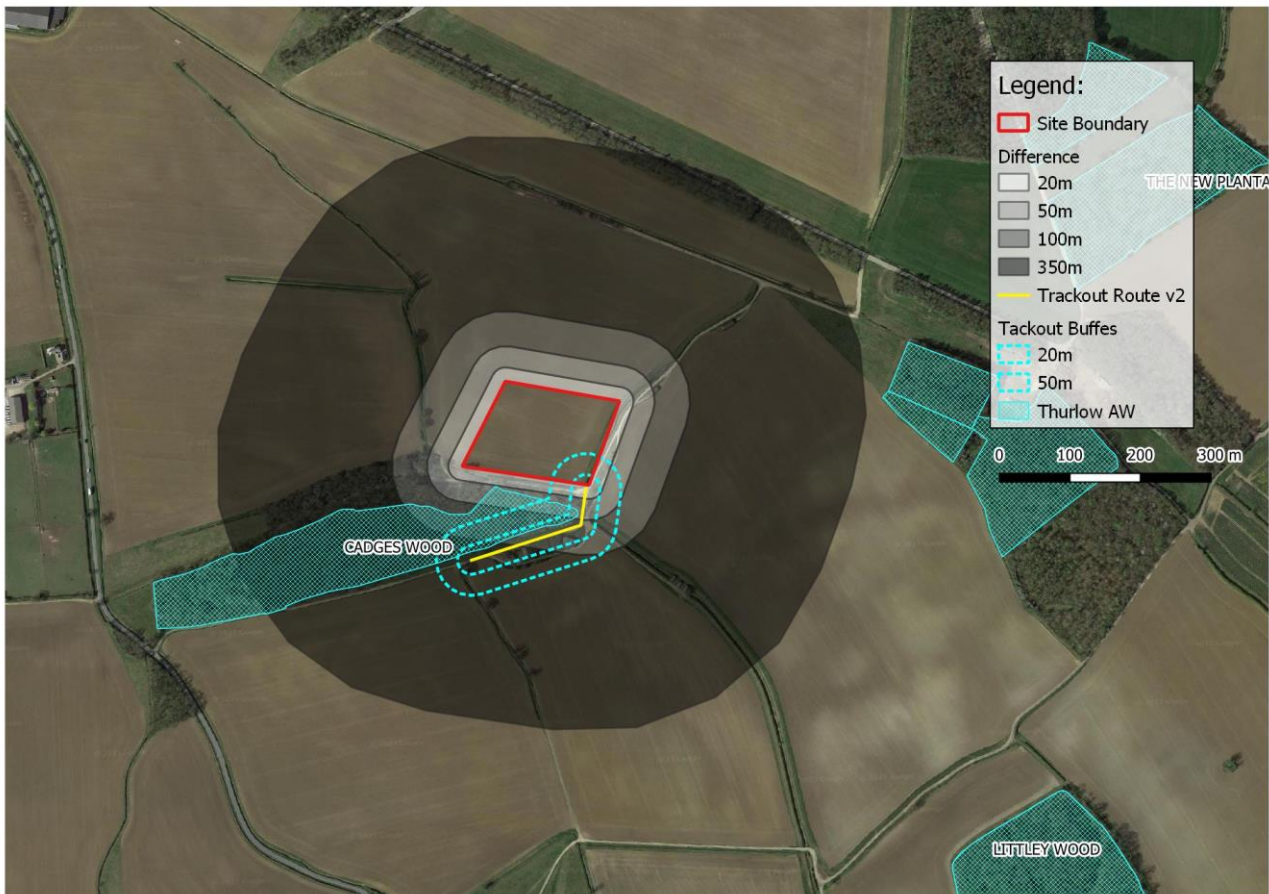 Legend:
Site Boundary
Difference
20m
50m
100m
350m
Trackout Route v2
Tackout Buffes
20m
50m
Thurlow AW
0 100 200 300 m
THE NEW PLANTA
CADGES WOOD
LITTLEY WOOD